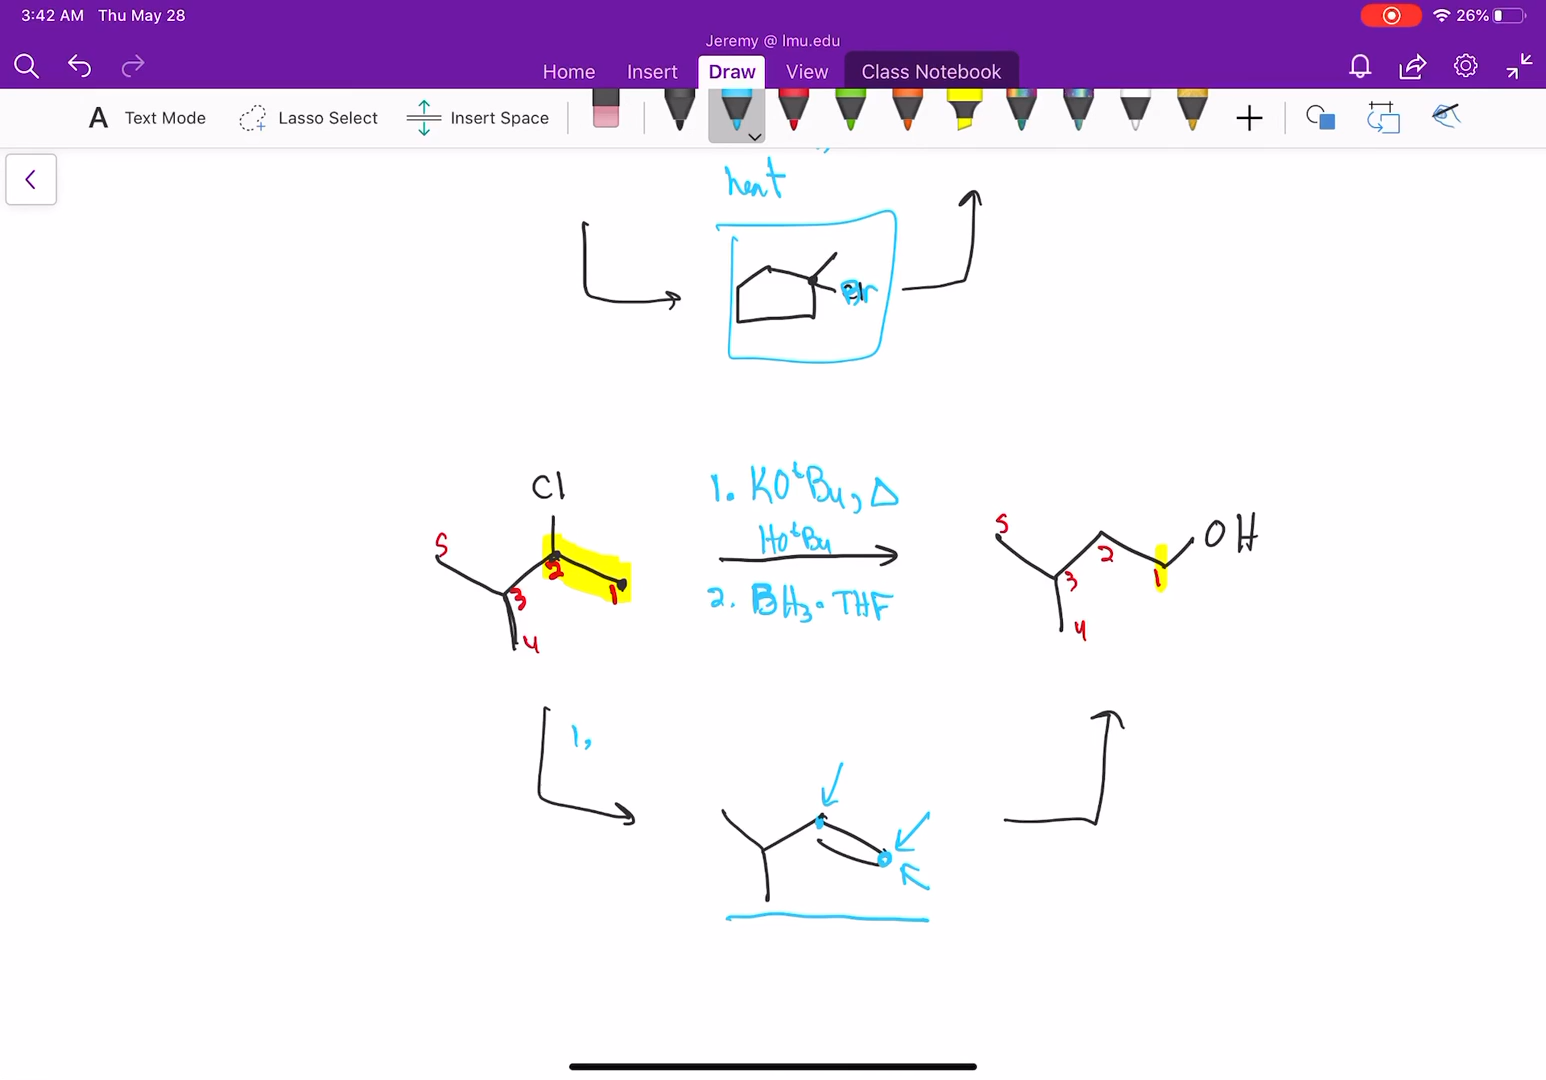 3:42 AM Thu May 28
26%
Jeremy @ lmu.edu
Home Insert Draw View Class Notebook
A Text Mode Lasso Select Insert Space
heat
Br
Cl
1. KOᵗBu, Δ
HOᵗBu
2. BH₃·THF
5
2
1
3
4
5
OH
2
1
3
4
1,